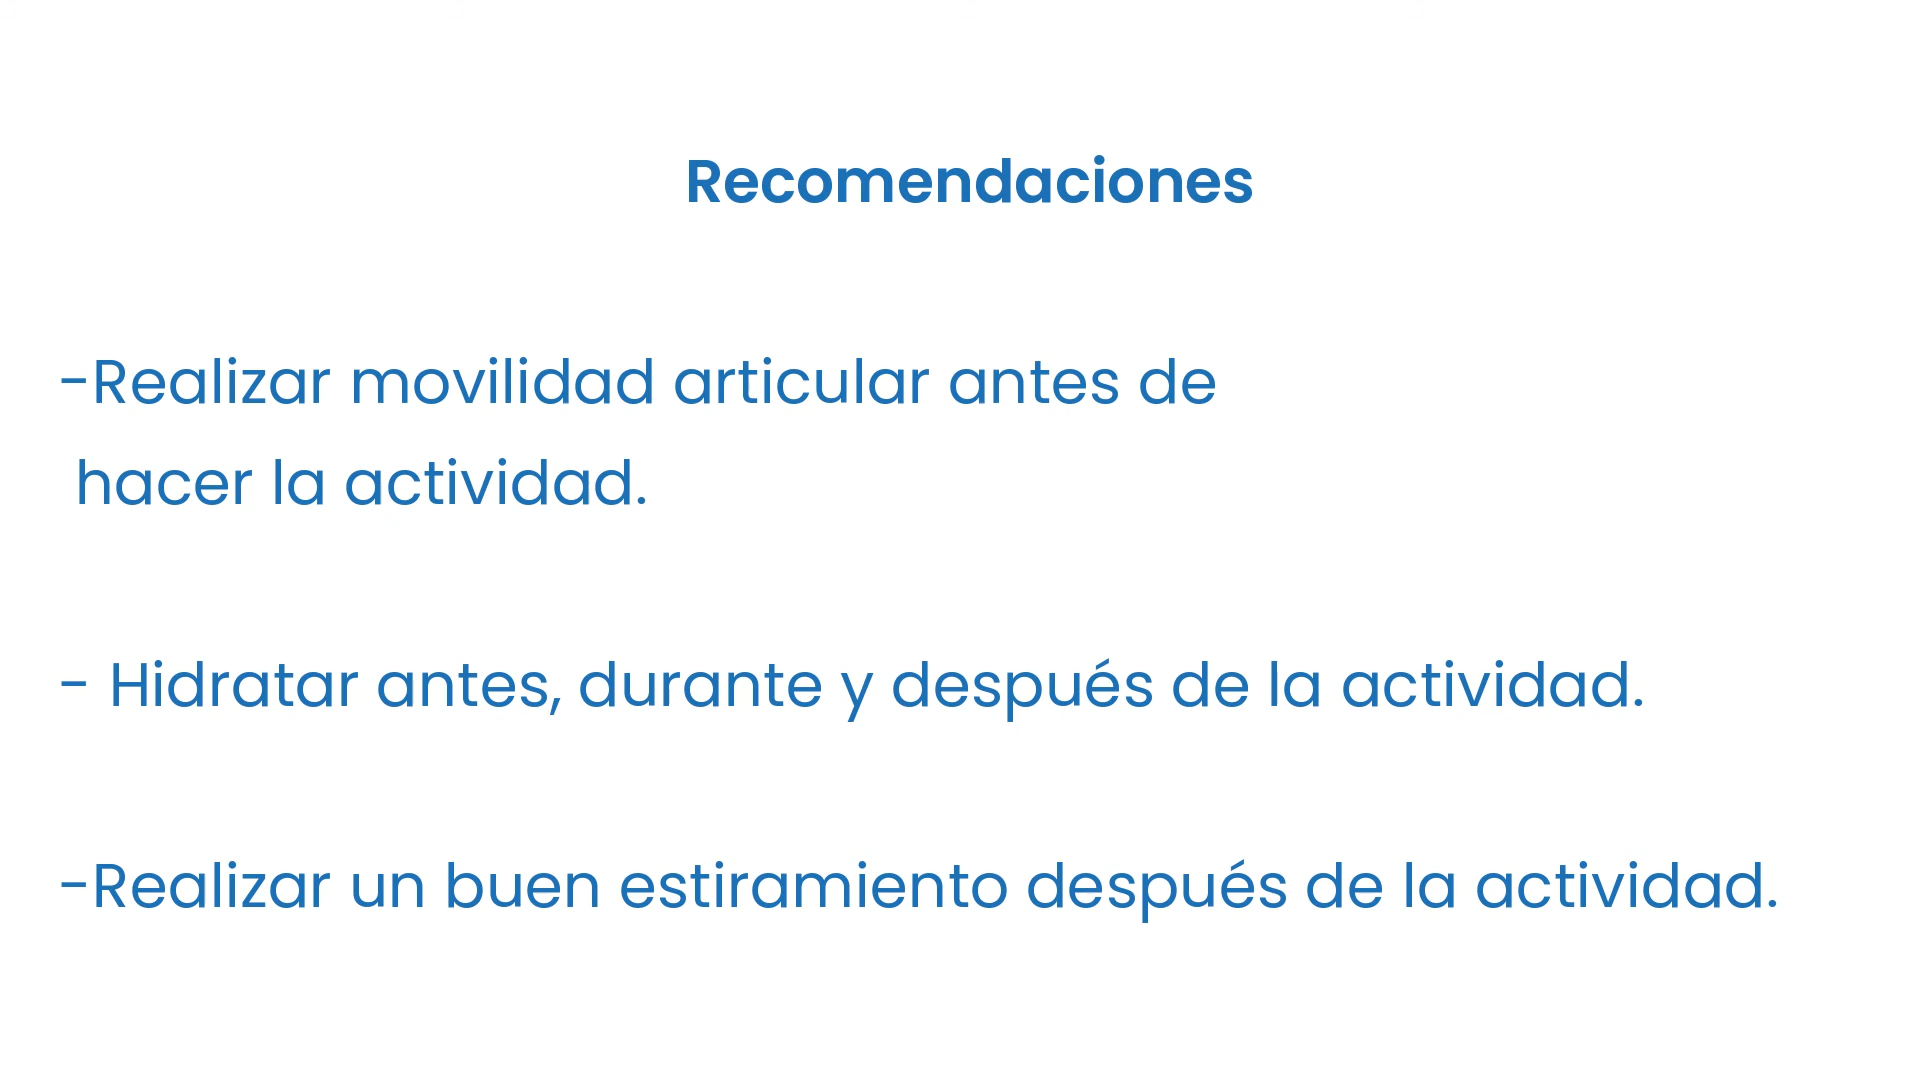 Recomendaciones
-Realizar movilidad articular antes de
hacer la actividad.
- Hidratar antes, durante y después de la actividad.
-Realizar un buen estiramiento después de la actividad.